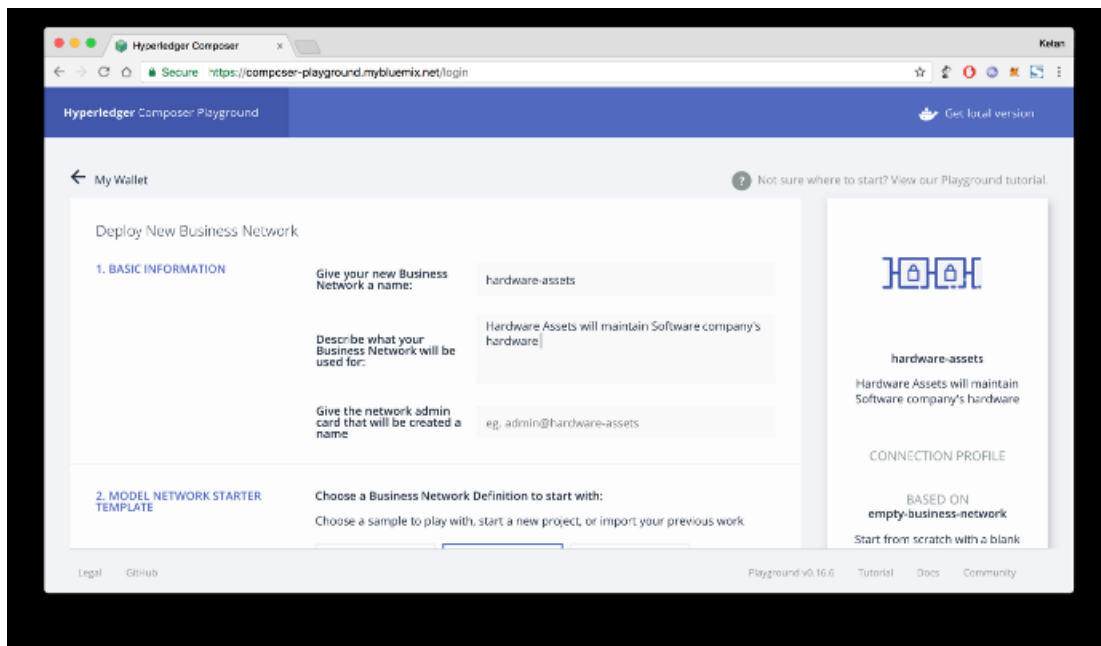 Hyperledger Composer
Ketan
Secure https://composer-playground.mybluemix.net/login
Hyperledger Composer Playground
Get local version
My Wallet
? Not sure where to start? View our Playground tutorial.
Deploy New Business Network
1. BASIC INFORMATION
Give your new Business
Network a name:
hardware-assets
Describe what your
Business Network will be
used for:
Hardware Assets will maintain Software company's
hardware
Give the network admin
card that will be created a
name
eg. admin@hardware-assets
2. MODEL NETWORK STARTER
TEMPLATE
Choose a Business Network Definition to start with:
Choose a sample to play with, start a new project, or import your previous work
hardware-assets
Hardware Assets will maintain
Software company's hardware
CONNECTION PROFILE
BASED ON
empty-business-network
Start from scratch with a blank
Legal GitHub
Playground v0.16.6 Tutorial Docs Community